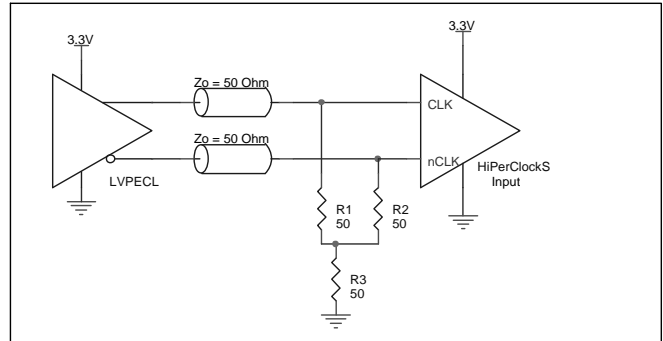 3.3V
3.3V
Zo = 50 Ohm
CLK
Zo = 50 Ohm
nCLK
LVPECL
HiPerClockS
Input
R1
50
R2
50
R3
50